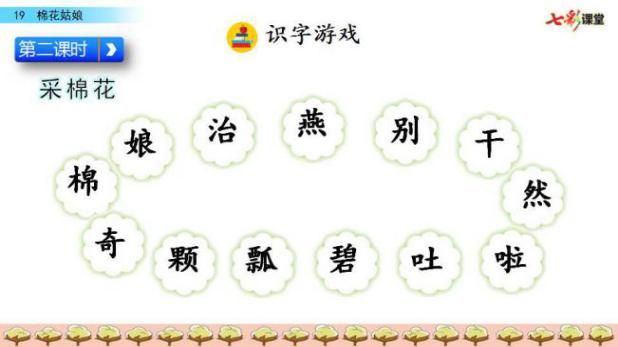 19 棉花姑娘
七彩课堂
识字游戏
第二课时
采棉花
娘 治 燕 别 干
棉 然
奇 颗 瓢 碧 吐 啦